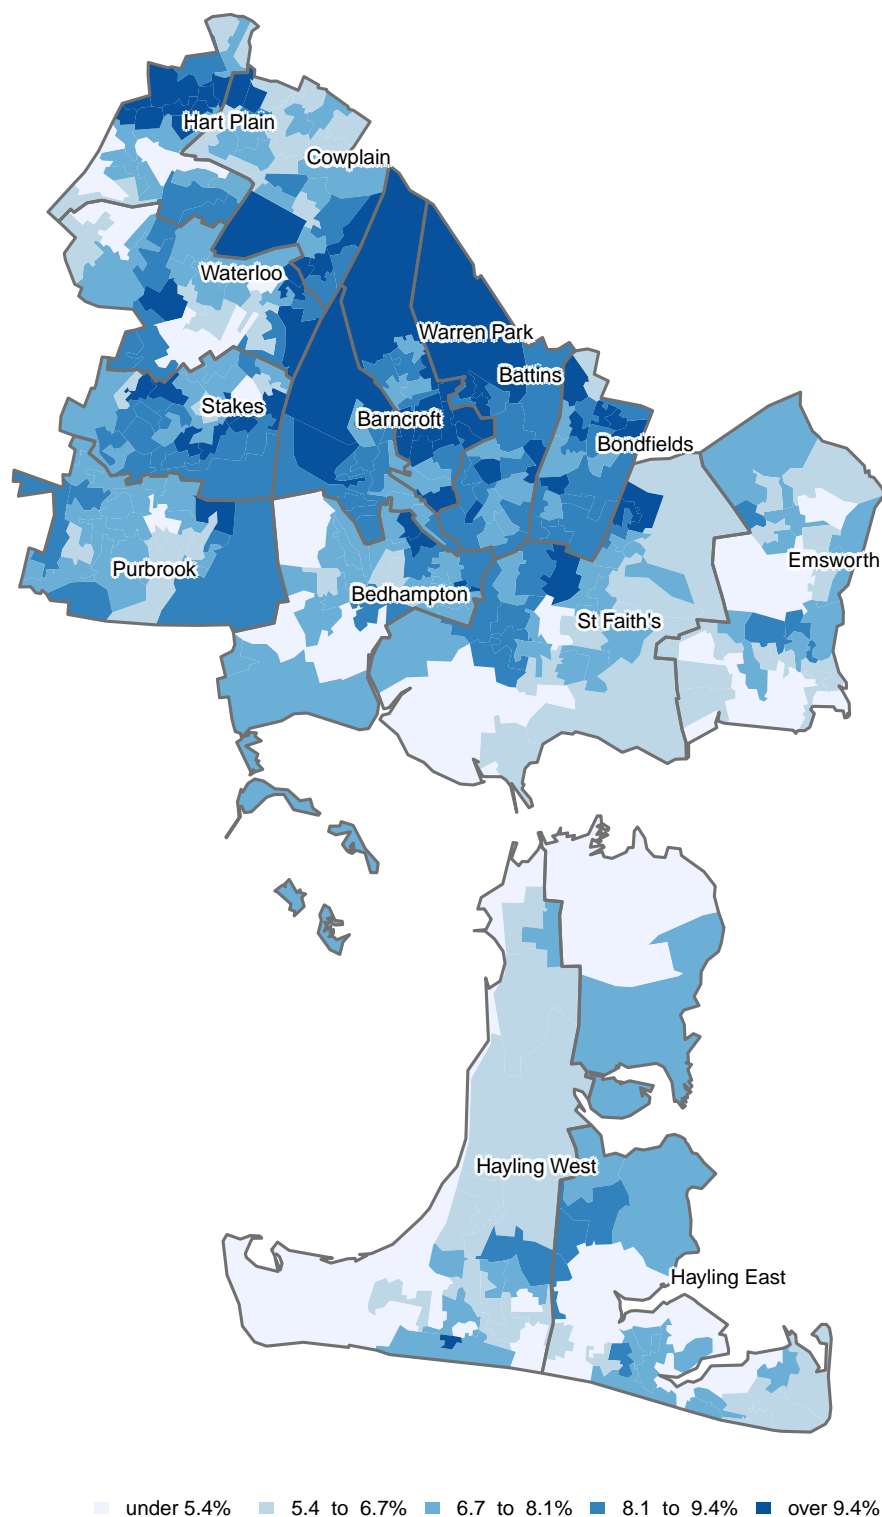 Hart Plain
Cowplain
Waterloo
Warren Park
Battins
Stakes
Barncroft
Bondfields
Emsworth
Purbrook
Bedhampton
St Faith's
Hayling West
Hayling East
under 5.4% 5.4 to 6.7% 6.7 to 8.1% 8.1 to 9.4% over 9.4%